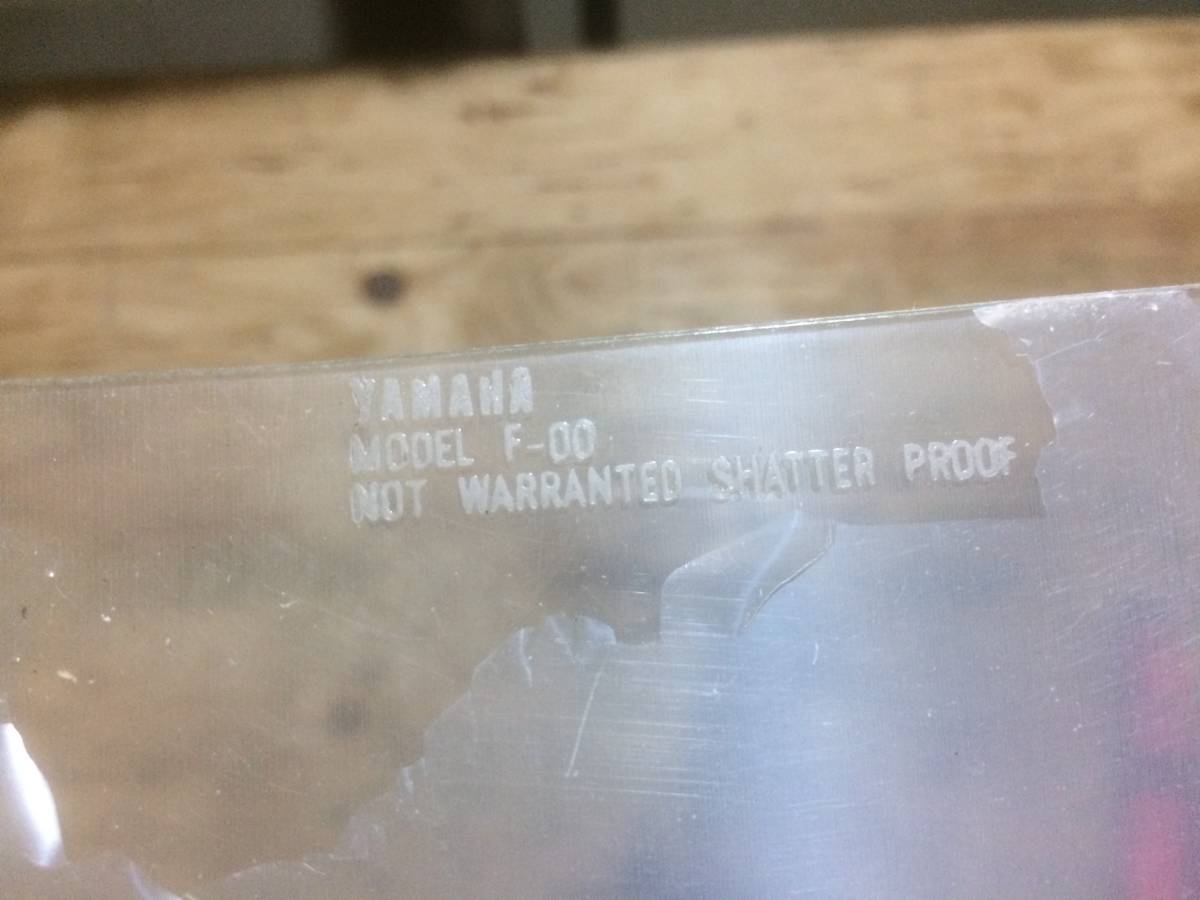 YAMAHA
MODEL F-00
NOT WARRANTED SHATTER PROOF